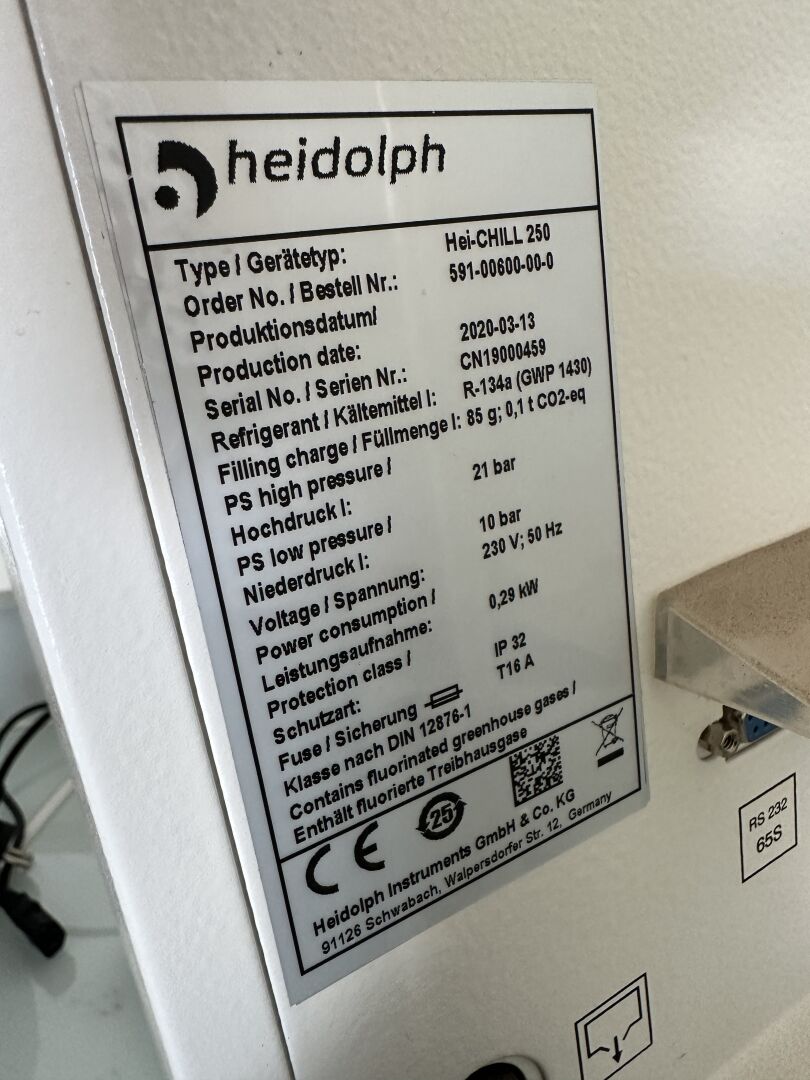 heidolph
Type / Gerätetyp: Hei-CHILL 250
Order No. / Bestell Nr.: 591-00600-00-0
Produktionsdatum/
Production date: 2020-03-13
Serial No. / Serien Nr.: CN19000459
Refrigerant / Kältemittel I: R-134a (GWP 1430)
Filling charge / Füllmenge I: 85 g; 0,1 t CO2-eq
PS high pressure /
Hochdruck I: 21 bar
PS low pressure /
Niederdruck I: 10 bar
Voltage / Spannung: 230 V; 50 Hz
Power consumption /
Leistungsaufnahme: 0,29 kW
Protection class /
Schutzart: IP 32
Fuse / Sicherung T16 A
Klasse nach DIN 12876-1
Contains fluorinated greenhouse gases /
Enthält fluorierte Treibhausgase
CE 25
Heidolph Instruments GmbH & Co. KG
91126 Schwabach, Walpersdorfer Str. 12, Germany
RS 232
65S